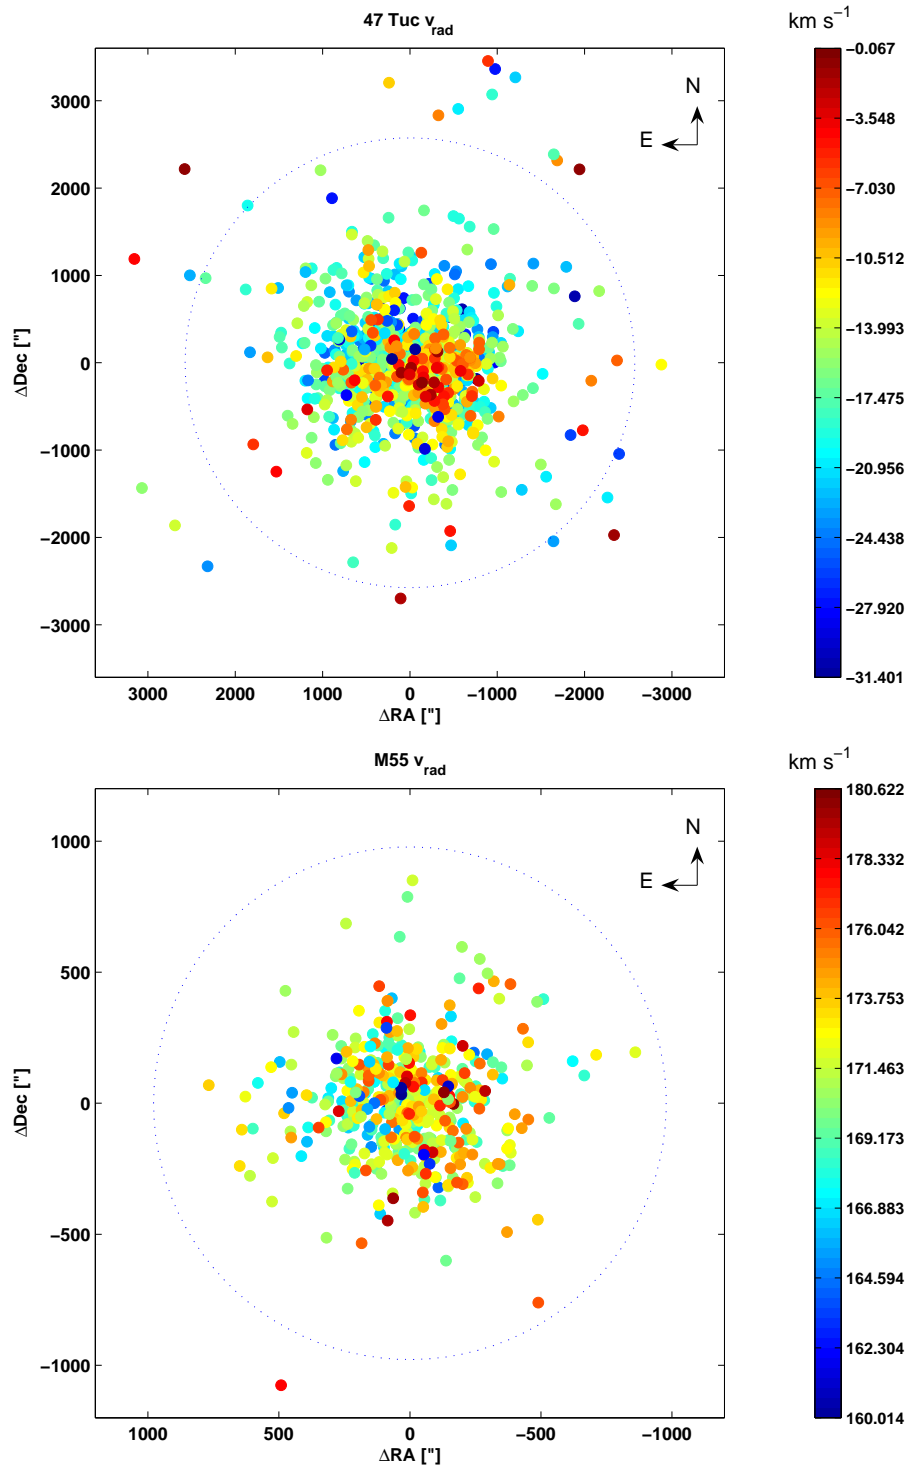 47 Tuc v_rad
km s⁻¹
N
E
3000
2000
1000
0
−1000
−2000
−3000
ΔDec ["]
3000 2000 1000 0 −1000 −2000 −3000
ΔRA ["]
−0.067
−3.548
−7.030
−10.512
−13.993
−17.475
−20.956
−24.438
−27.920
−31.401
M55 v_rad
km s⁻¹
N
E
1000
500
0
−500
−1000
ΔDec ["]
1000 500 0 −500 −1000
ΔRA ["]
180.622
178.332
176.042
173.753
171.463
169.173
166.883
164.594
162.304
160.014